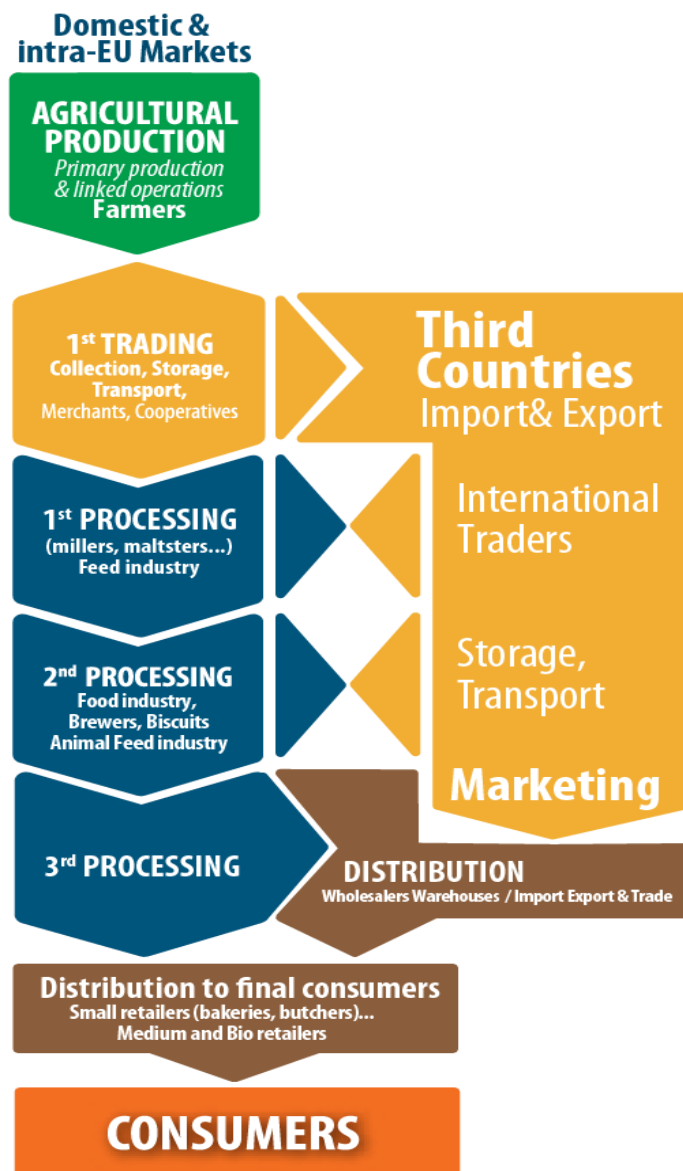 Domestic &
intra-EU Markets
AGRICULTURAL
PRODUCTION
Primary production
& linked operations
Farmers
1st TRADING
Collection, Storage,
Transport,
Merchants, Cooperatives
Third
Countries
Import& Export
1st PROCESSING
(millers, maltsters...)
Feed industry
International
Traders
2nd PROCESSING
Food industry,
Brewers, Biscuits
Animal Feed industry
Storage,
Transport
Marketing
3rd PROCESSING
DISTRIBUTION
Wholesalers Warehouses / Import Export & Trade
Distribution to final consumers
Small retailers (bakeries, butchers)...
Medium and Bio retailers
CONSUMERS